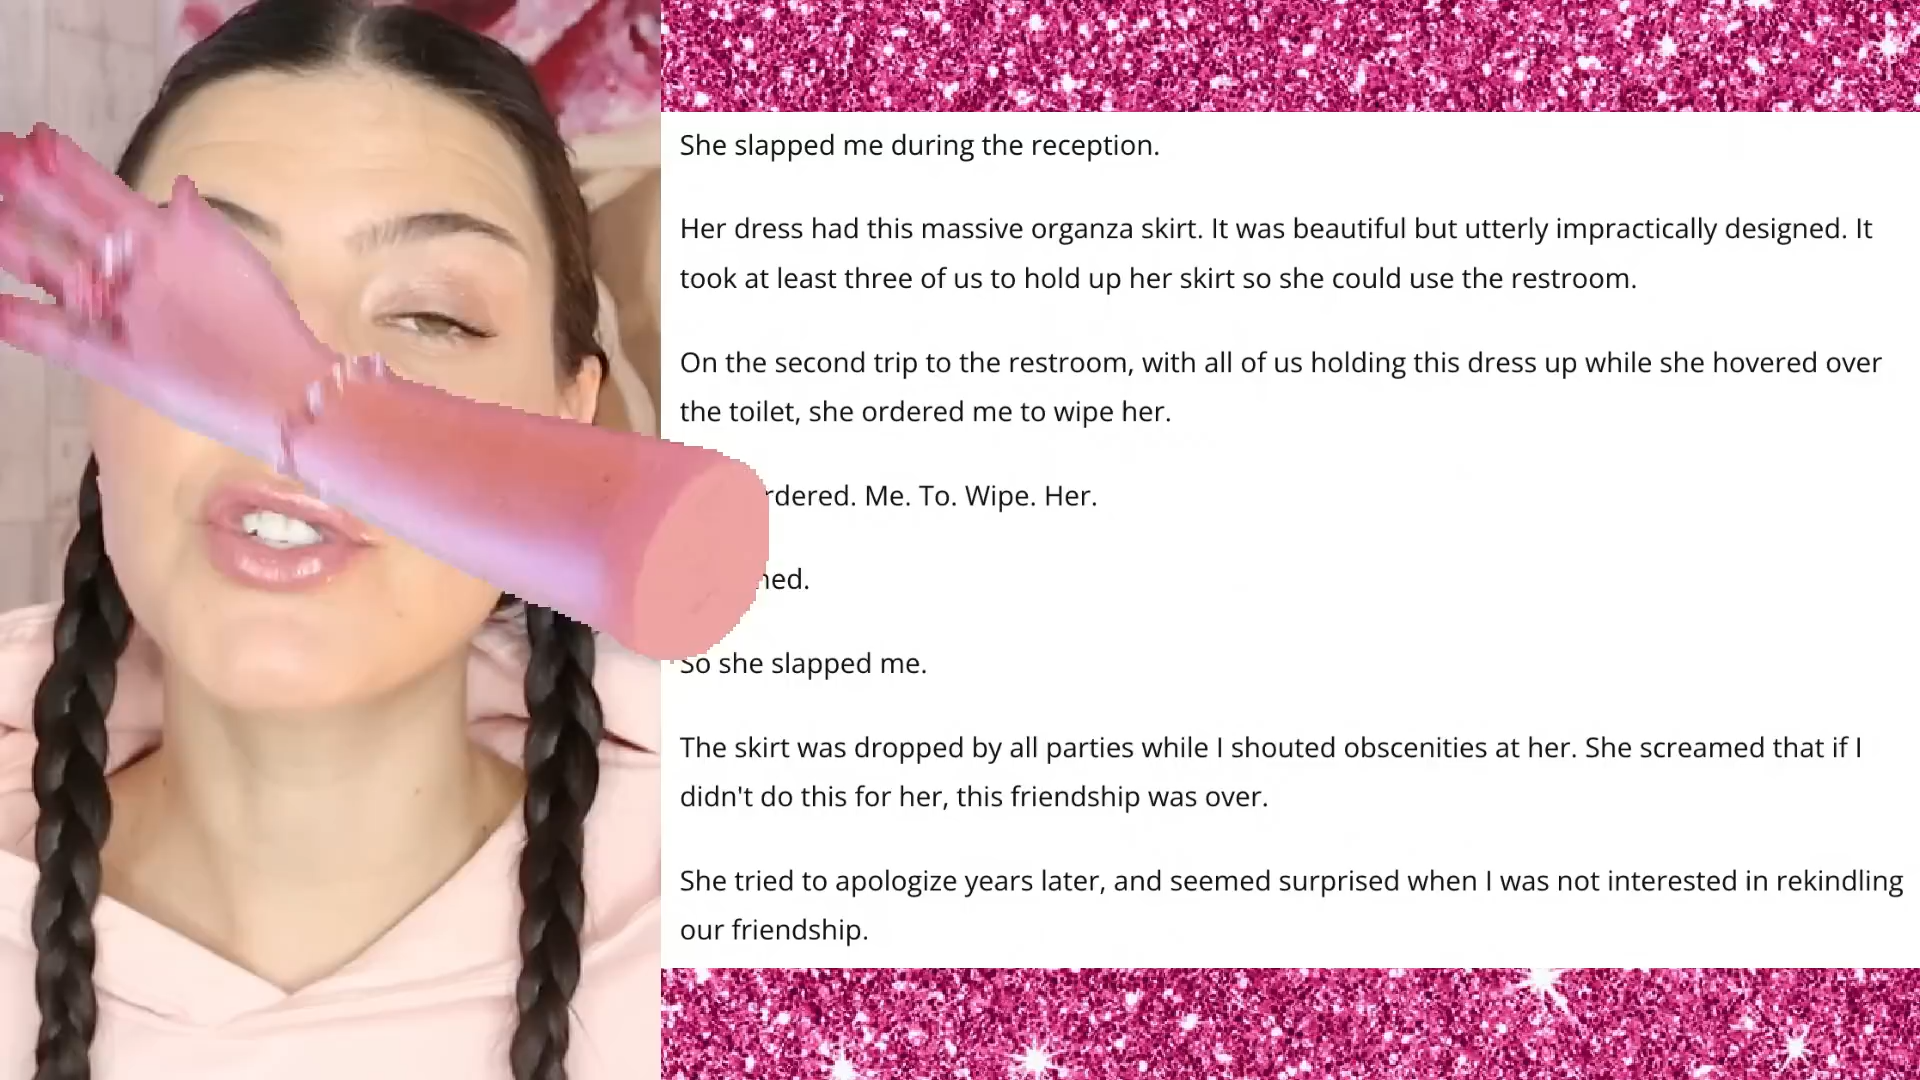 She slapped me during the reception.
Her dress had this massive organza skirt. It was beautiful but utterly impractically designed. It
took at least three of us to hold up her skirt so she could use the restroom.
On the second trip to the restroom, with all of us holding this dress up while she hovered over
the toilet, she ordered me to wipe her.
Me. To. Wipe. Her.
So she slapped me.
The skirt was dropped by all parties while I shouted obscenities at her. She screamed that if I
didn't do this for her, this friendship was over.
She tried to apologize years later, and seemed surprised when I was not interested in rekindling
our friendship.